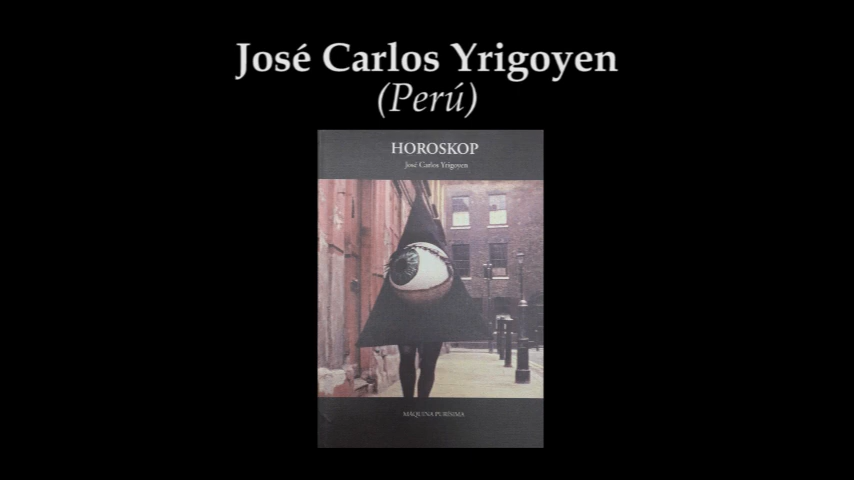 José Carlos Yrigoyen
(Perú)
HOROSKOP
José Carlos Yrigoyen
MÁQUINA PURÍSIMA